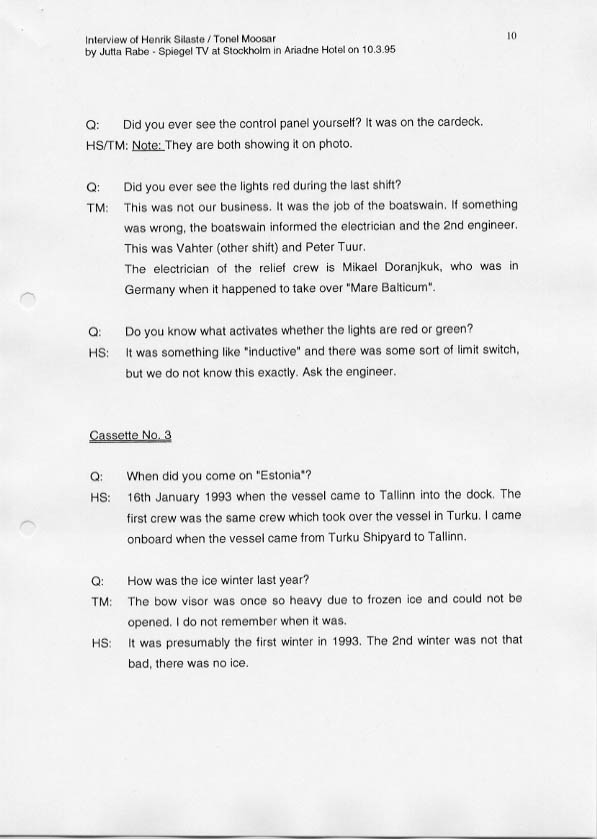 Interview of Henrik Silaste / Tonel Moosar
by Jutta Rabe - Spiegel TV at Stockholm in Ariadne Hotel on 10.3.95
10
Q: Did you ever see the control panel yourself? It was on the cardeck.
HS/TM: Note: They are both showing it on photo.
Q: Did you ever see the lights red during the last shift?
TM: This was not our business. It was the job of the boatswain. If something
was wrong, the boatswain informed the electrician and the 2nd engineer.
This was Vahter (other shift) and Peter Tuur.
The electrician of the relief crew is Mikael Doranjkuk, who was in
Germany when it happened to take over "Mare Balticum".
Q: Do you know what activates whether the lights are red or green?
HS: It was something like "inductive" and there was some sort of limit switch,
but we do not know this exactly. Ask the engineer.
Cassette No. 3
Q: When did you come on "Estonia"?
HS: 16th January 1993 when the vessel came to Tallinn into the dock. The
first crew was the same crew which took over the vessel in Turku. I came
onboard when the vessel came from Turku Shipyard to Tallinn.
Q: How was the ice winter last year?
TM: The bow visor was once so heavy due to frozen ice and could not be
opened. I do not remember when it was.
HS: It was presumably the first winter in 1993. The 2nd winter was not that
bad, there was no ice.